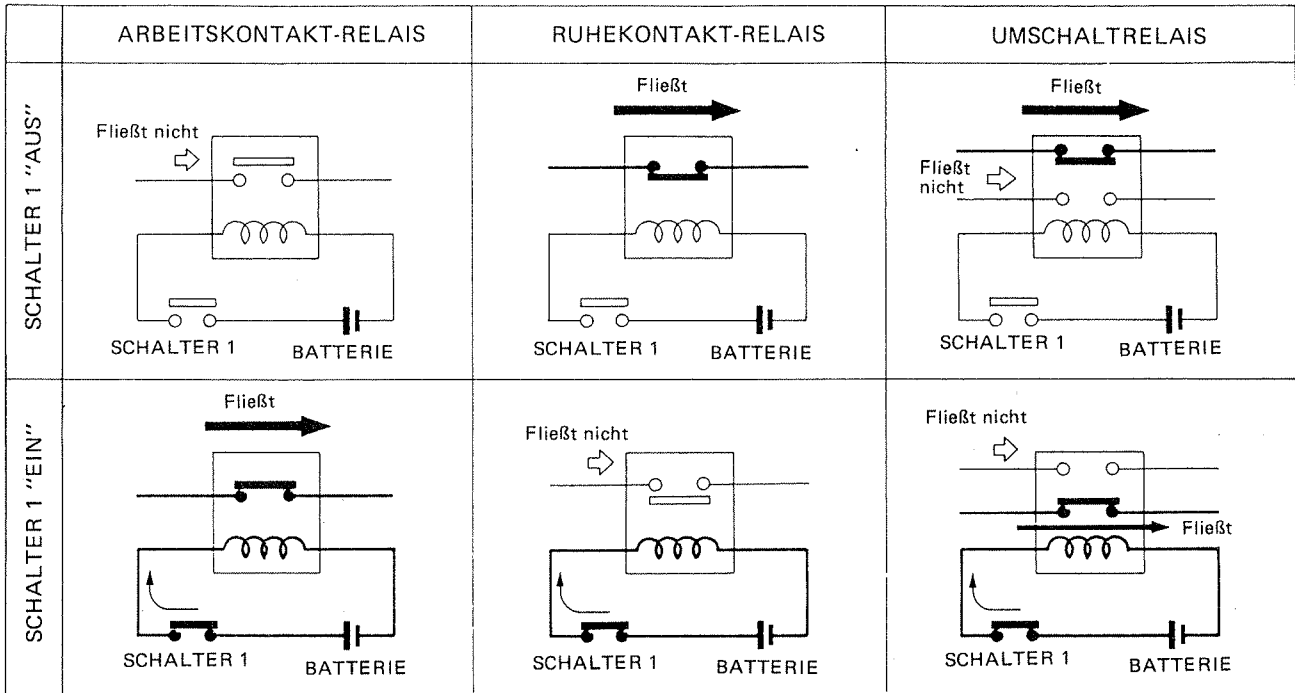 ARBEITSKONTAKT-RELAIS
RUHEKONTAKT-RELAIS
UMSCHALTRELAIS
SCHALTER 1 "AUS"
Fließt nicht
SCHALTER 1
BATTERIE
Fließt
SCHALTER 1
BATTERIE
Fließt
Fließt
nicht
SCHALTER 1
BATTERIE
SCHALTER 1 "EIN"
Fließt
SCHALTER 1
BATTERIE
Fließt nicht
SCHALTER 1
BATTERIE
Fließt nicht
Fließt
SCHALTER 1
BATTERIE